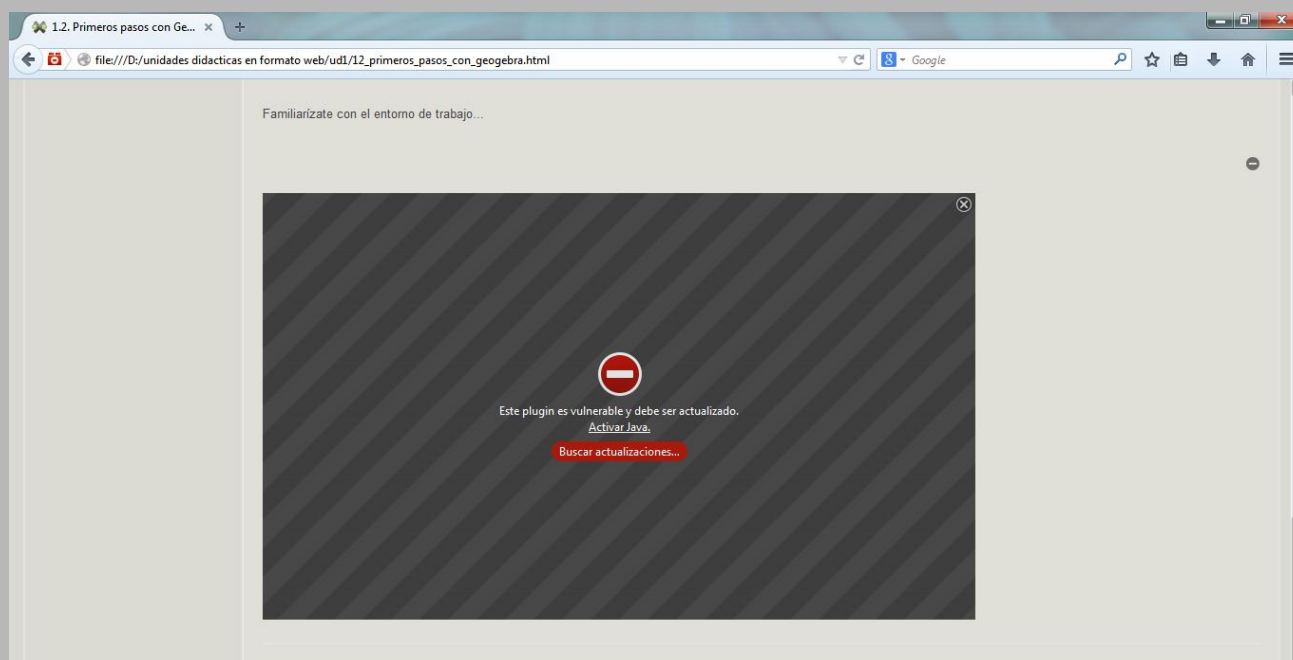 1.2. Primeros pasos con Ge...
file:///D:/unidades didacticas en formato web/ud1/12_primeros_pasos_con_geogebra.html
8 Google
Familiarízate con el entorno de trabajo...
Este plugin es vulnerable y debe ser actualizado.
Activar Java.
Buscar actualizaciones...